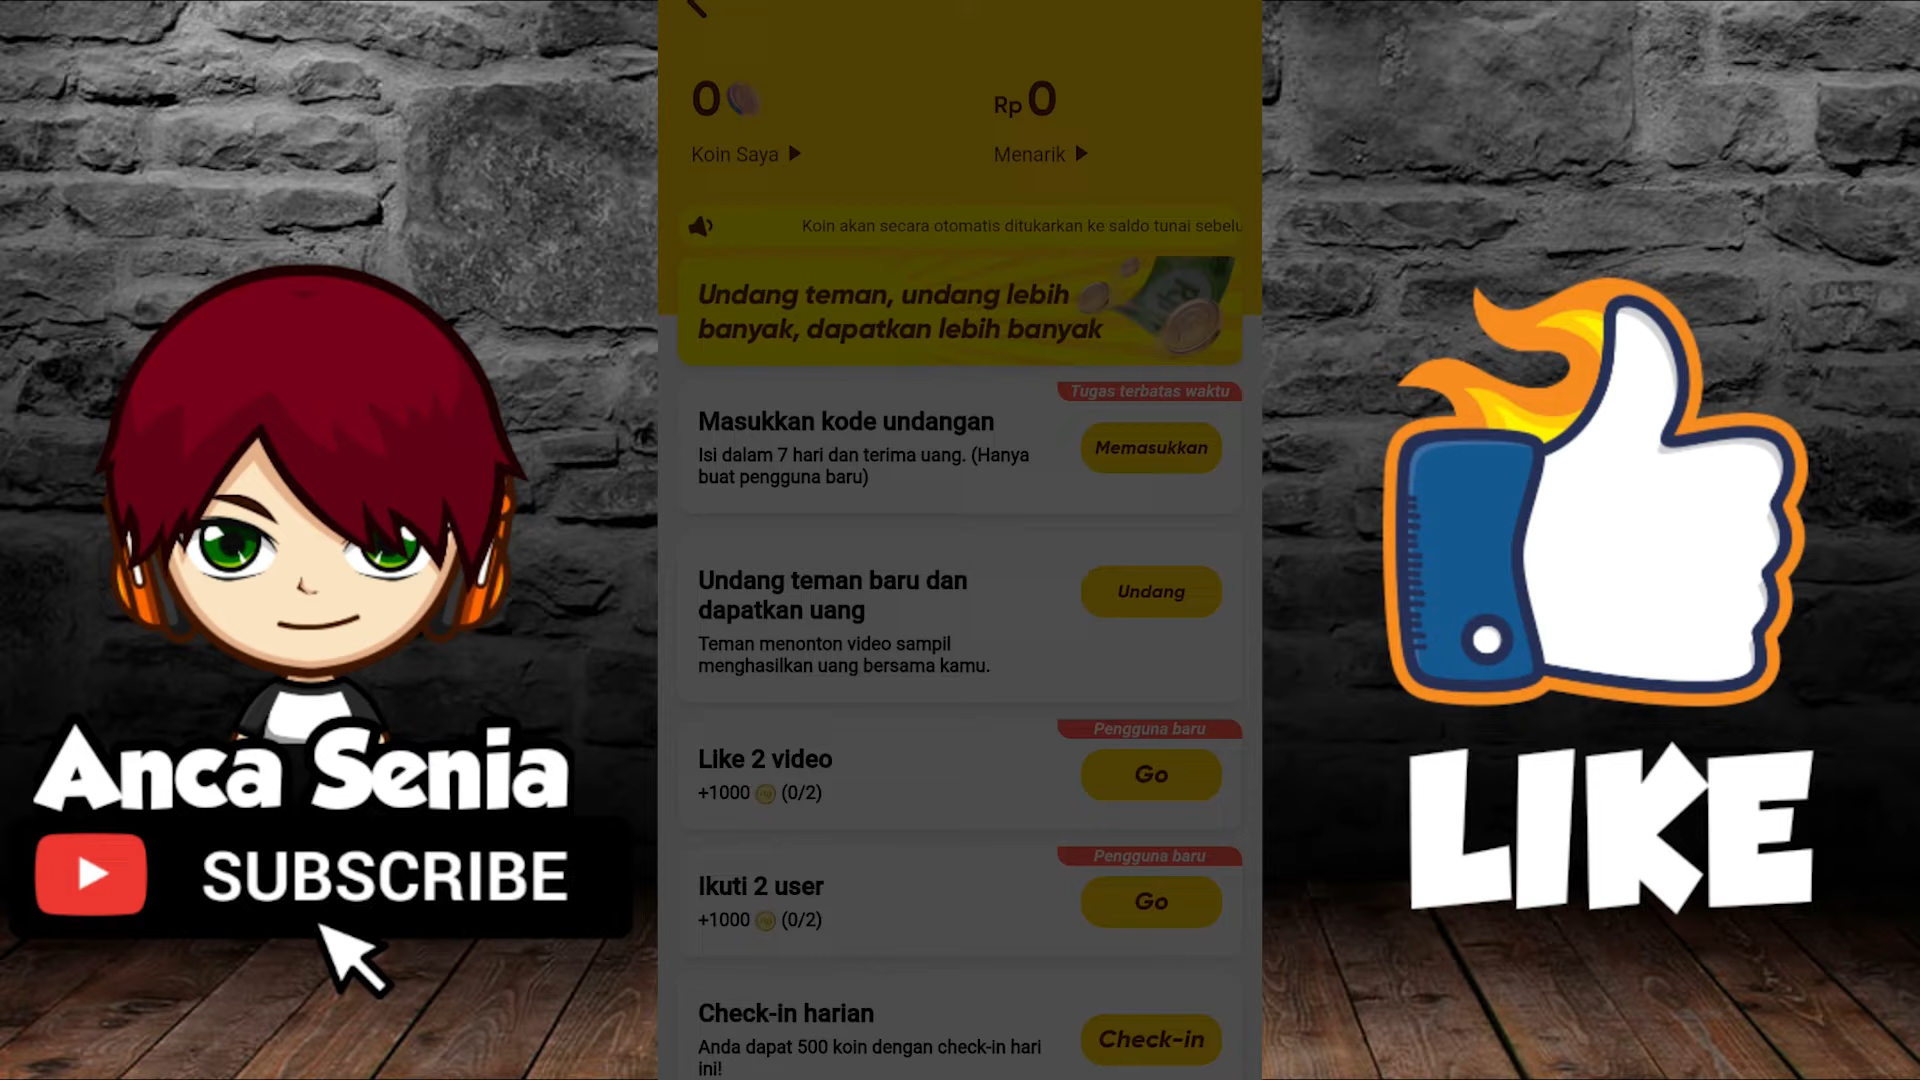 0
Rp 0
Koin Saya
Menarik
Koin akan secara otomatis ditukarkan ke saldo tunai sebelu
Undang teman, undang lebih
banyak, dapatkan lebih banyak
Tugas terbatas waktu
Masukkan kode undangan
Isi dalam 7 hari dan terima uang. (Hanya
buat pengguna baru)
Memasukkan
Undang teman baru dan
dapatkan uang
Teman menonton video sampil
menghasilkan uang bersama kamu.
Undang
Pengguna baru
Like 2 video
+1000 (0/2)
Go
Pengguna baru
Ikuti 2 user
+1000 (0/2)
Go
Check-in harian
Anda dapat 500 koin dengan check-in hari
ini!
Check-in
Anca Senia
SUBSCRIBE
LIKE